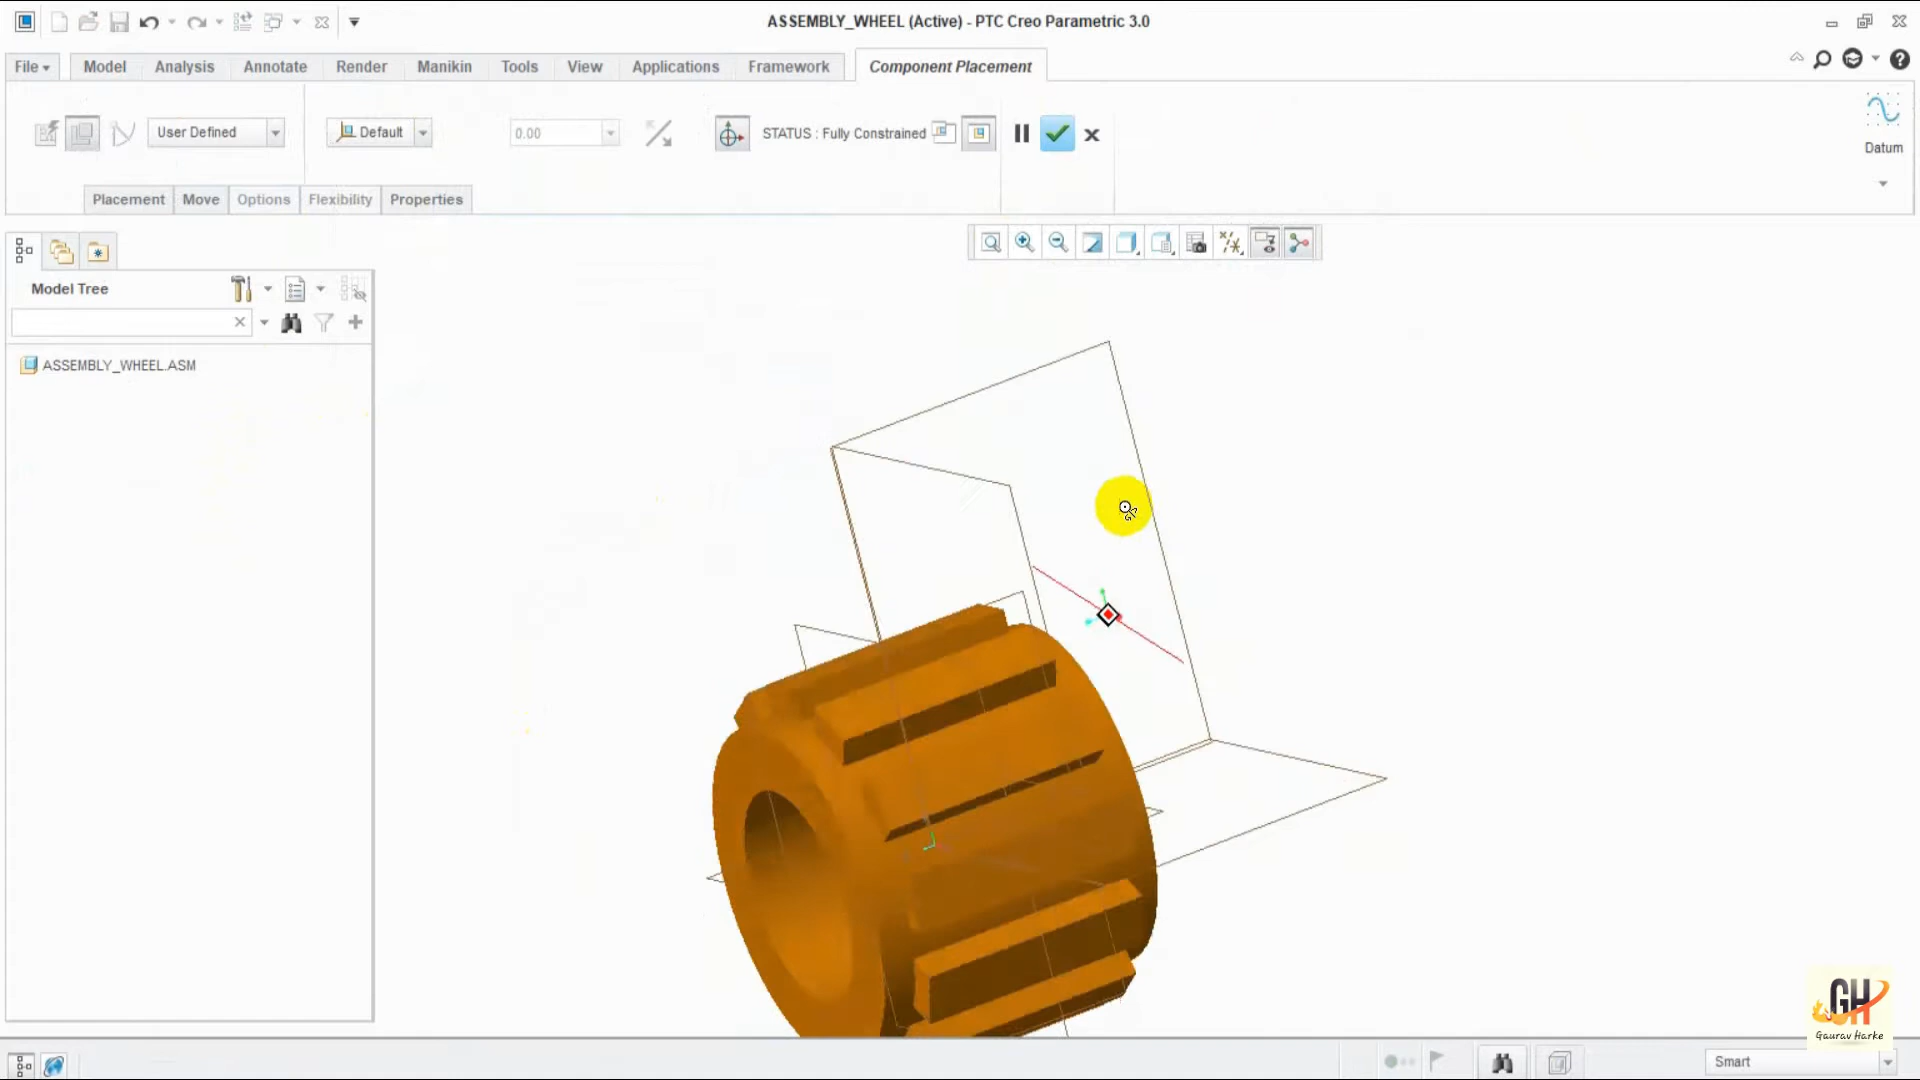 ASSEMBLY_WHEEL (Active) - PTC Creo Parametric 3.0
File
Model
Analysis
Annotate
Render
Manikin
Tools
View
Applications
Framework
Component Placement
User Defined
Default
0.00
STATUS : Fully Constrained
Datum
Placement
Move
Options
Flexibility
Properties
Model Tree
ASSEMBLY_WHEEL.ASM
GH
Gaurav Harke
Smart